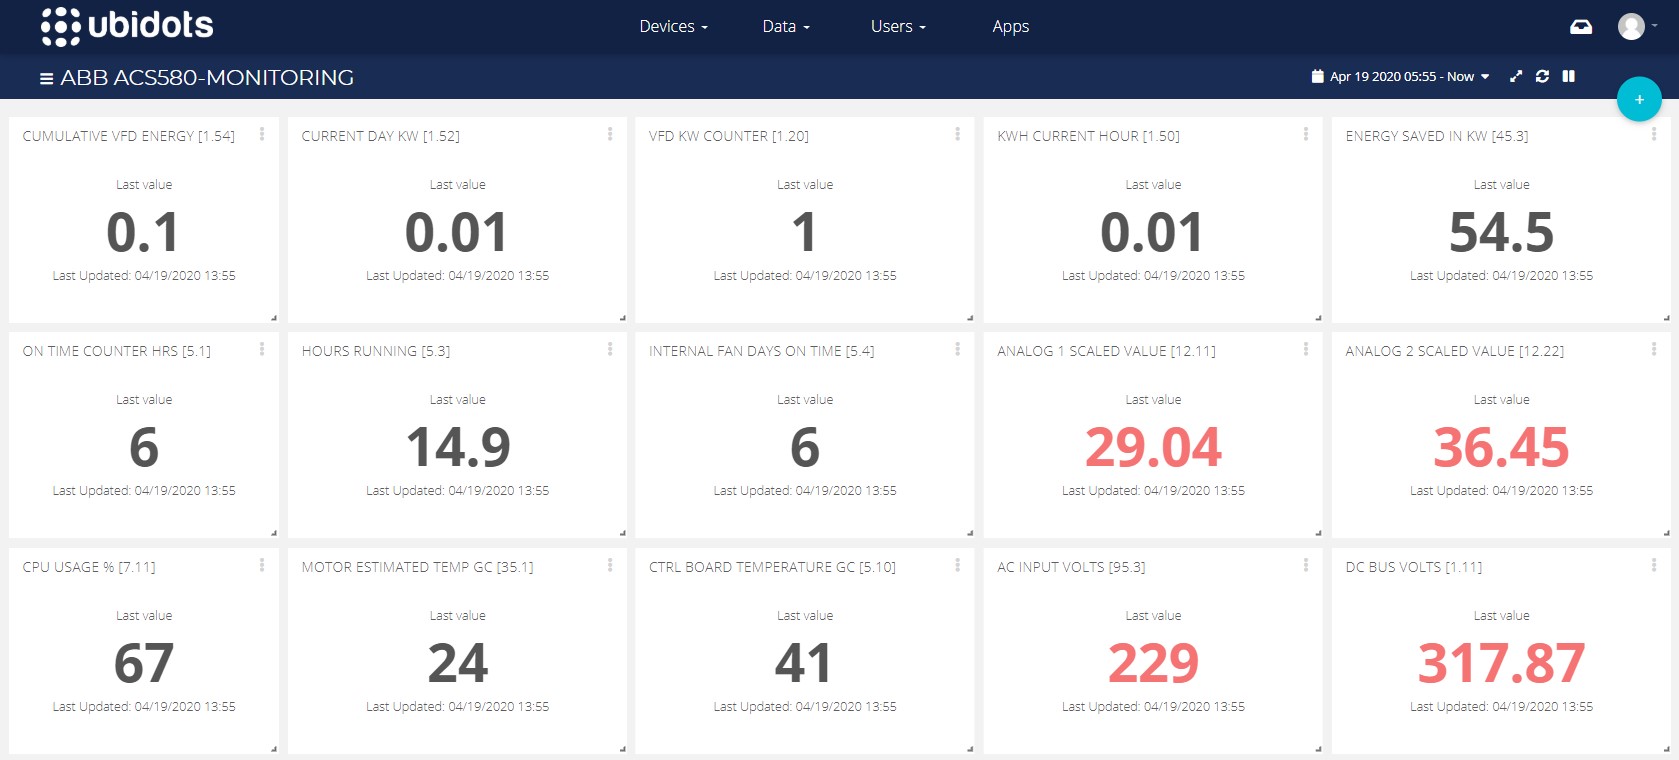 ubidots
Devices Data Users Apps
ABB ACS580-MONITORING
Apr 19 2020 05:55 - Now
+
CUMULATIVE VFD ENERGY [1.54]
Last value
0.1
Last Updated: 04/19/2020 13:55
CURRENT DAY KW [1.52]
Last value
0.01
Last Updated: 04/19/2020 13:55
VFD KW COUNTER [1.20]
Last value
1
Last Updated: 04/19/2020 13:55
KWH CURRENT HOUR [1.50]
Last value
0.01
Last Updated: 04/19/2020 13:55
ENERGY SAVED IN KW [45.3]
Last value
54.5
Last Updated: 04/19/2020 13:55
ON TIME COUNTER HRS [5.1]
Last value
6
Last Updated: 04/19/2020 13:55
HOURS RUNNING [5.3]
Last value
14.9
Last Updated: 04/19/2020 13:55
INTERNAL FAN DAYS ON TIME [5.4]
Last value
6
Last Updated: 04/19/2020 13:55
ANALOG 1 SCALED VALUE [12.11]
Last value
29.04
Last Updated: 04/19/2020 13:55
ANALOG 2 SCALED VALUE [12.22]
Last value
36.45
Last Updated: 04/19/2020 13:55
CPU USAGE % [7.11]
Last value
67
Last Updated: 04/19/2020 13:55
MOTOR ESTIMATED TEMP GC [35.1]
Last value
24
Last Updated: 04/19/2020 13:55
CTRL BOARD TEMPERATURE GC [5.10]
Last value
41
Last Updated: 04/19/2020 13:55
AC INPUT VOLTS [95.3]
Last value
229
Last Updated: 04/19/2020 13:55
DC BUS VOLTS [1.11]
Last value
317.87
Last Updated: 04/19/2020 13:55